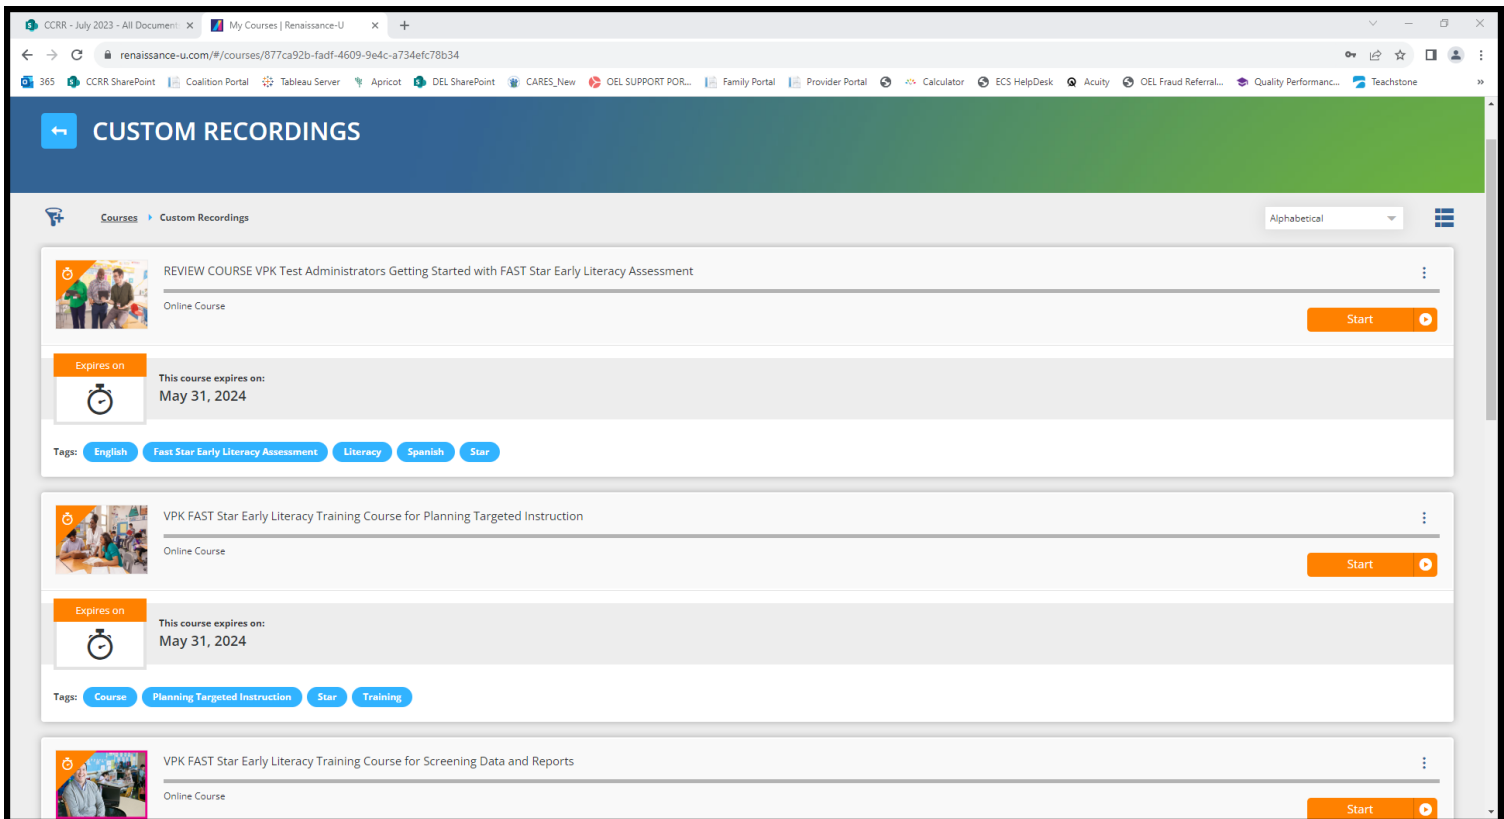 CCRR - July 2023 - All Document
My Courses | Renaissance-U
renaissance-u.com/#/courses/877ca92b-fadf-4609-9e4c-a734efc78b34
365 CCRR SharePoint Coalition Portal Tableau Server Apricot OEL SharePoint CARES_New OEL SUPPORT POR... Family Portal Provider Portal Calculator ECS HelpDesk Acuity OEL Fraud Referral... Quality Performanc... Teachstone »
CUSTOM RECORDINGS
Courses Custom Recordings
Alphabetical
REVIEW COURSE VPK Test Administrators Getting Started with FAST Star Early Literacy Assessment
Online Course
Start
Expires on
This course expires on:
May 31, 2024
Tags: English Fast Star Early Literacy Assessment Literacy Spanish Star
VPK FAST Star Early Literacy Training Course for Planning Targeted Instruction
Online Course
Start
Expires on
This course expires on:
May 31, 2024
Tags: Course Planning Targeted Instruction Star Training
VPK FAST Star Early Literacy Training Course for Screening Data and Reports
Online Course
Start